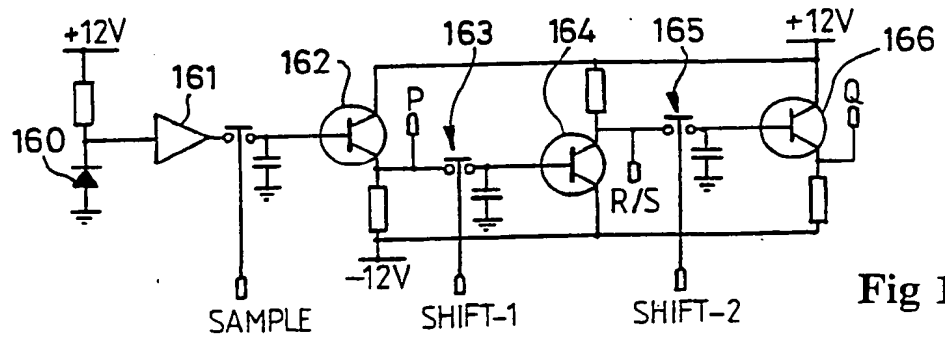 +12V
161
160
162
P
163
164
165
+12V
166
Q
R/S
-12V
SAMPLE
SHIFT-1
SHIFT-2
Fig 1